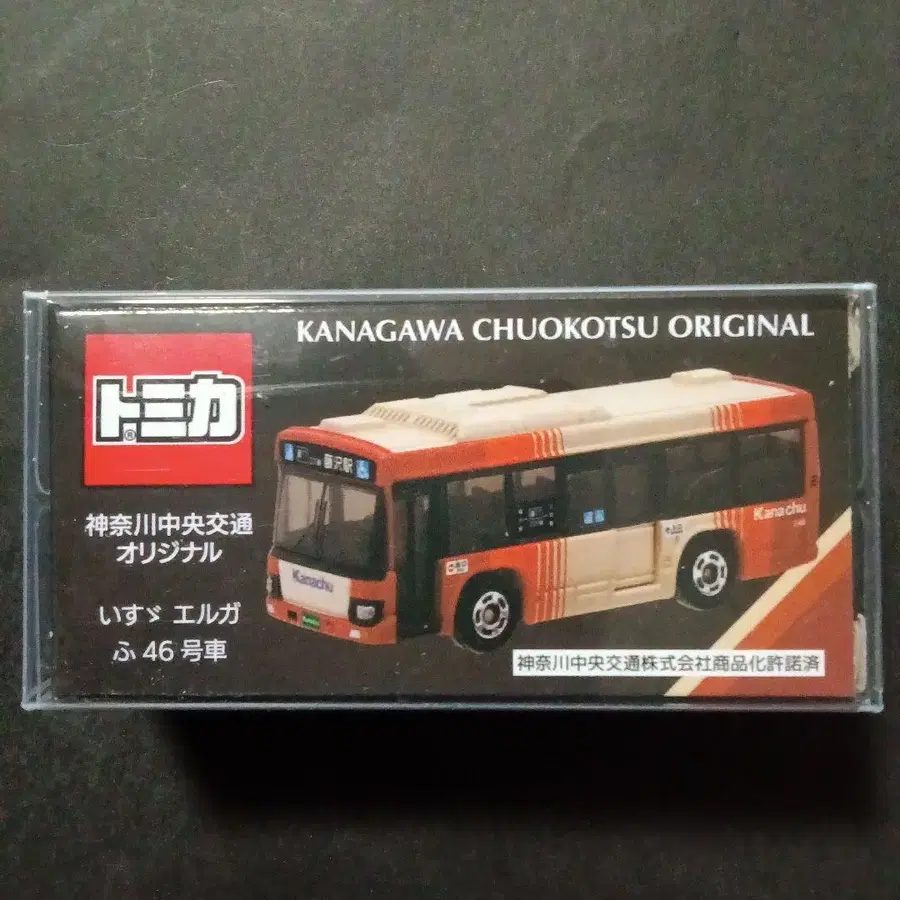 KANAGAWA CHUOKOTSU ORIGINAL
トミカ®
神奈川中央交通
オリジナル
いすゞ エルガ
ふ 46 号車
藤沢駅
Kanachu
Kanachu
神奈川中央交通株式会社商品化許諾済